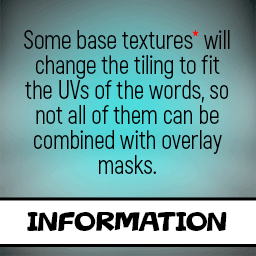 Some base textures* will
change the tiling to fit
the UVs of the words, so
not all of them can be
combined with overlay
masks.
INFORMATION